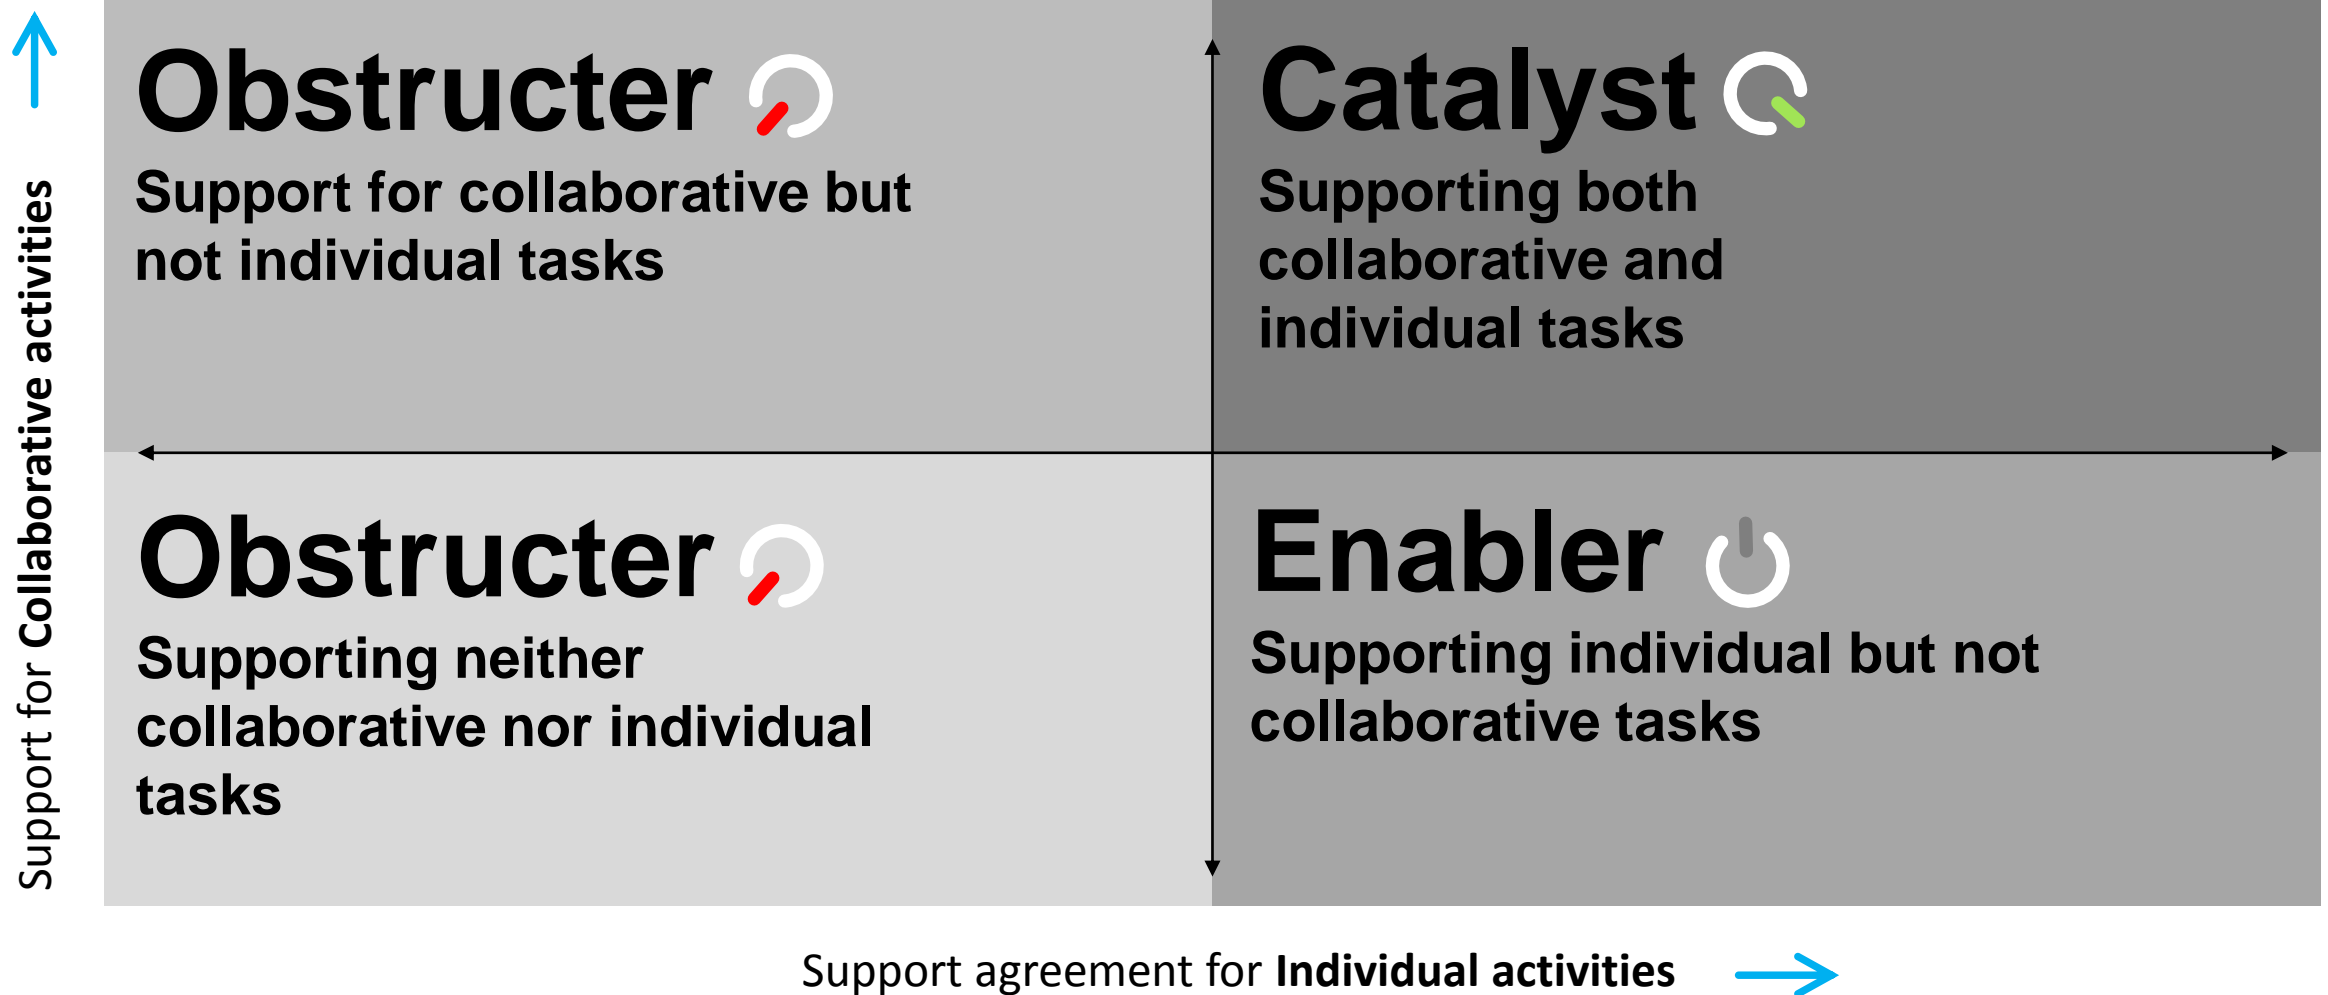 Support for Collaborative activities
Obstructer
Support for collaborative but
not individual tasks
Catalyst
Supporting both
collaborative and
individual tasks
Obstructer
Supporting neither
collaborative nor individual
tasks
Enabler
Supporting individual but not
collaborative tasks
Support agreement for Individual activities